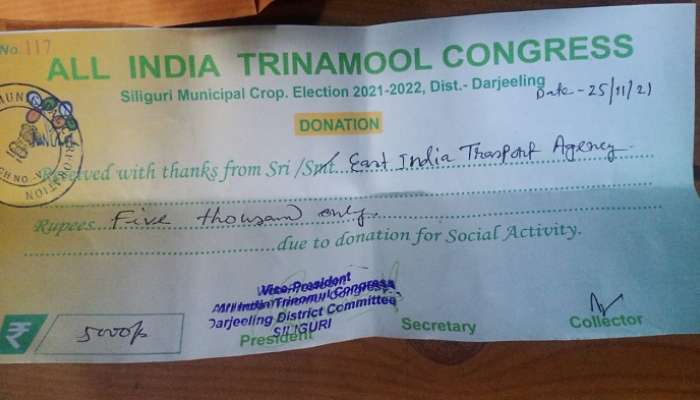 No. 117
ALL INDIA TRINAMOOL CONGRESS
Siliguri Municipal Crop. Election 2021-2022, Dist.- Darjeeling
Date - 25/11/21
DONATION
Received with thanks from Sri /Smt. East India Trasport Agency.
Rupees Five thousand only.
due to donation for Social Activity.
Vice-President
All India Trinomul Congress
Darjeeling District Committee
SILIGURI
₹ 5000/-
President
Secretary
Collector